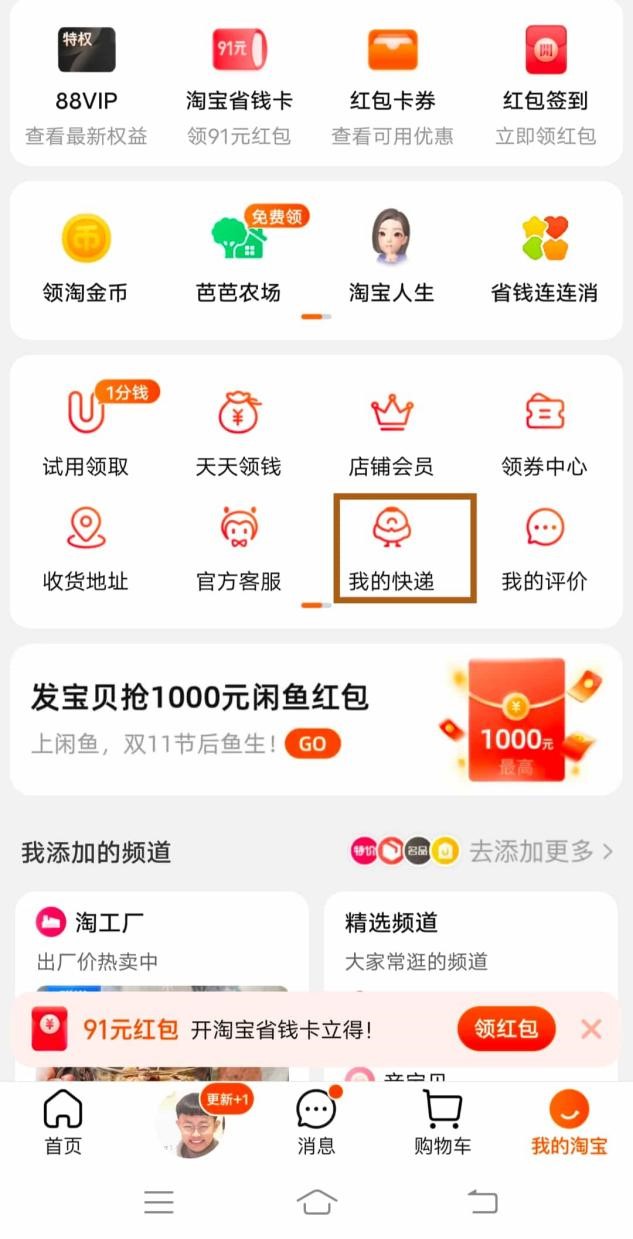 特权
91元
開
88VIP
淘宝省钱卡
红包卡券
红包签到
查看最新权益
领91元红包
查看可用优惠
立即领红包
币
免费领
领淘金币
芭芭农场
淘宝人生
省钱连连消
1分钱
¥
试用领取
天天领钱
店铺会员
领券中心
收货地址
官方客服
我的快递
我的评价
发宝贝抢1000元闲鱼红包
上闲鱼，双11节后鱼生！
GO
¥
1000元
最高
我添加的频道
特价
名品
去添加更多 >
淘工厂
出厂价热卖中
精选频道
大家常逛的频道
¥
91元红包 开淘宝省钱卡立得！
领红包
亲宝贝
更新+1
首页
消息
购物车
我的淘宝